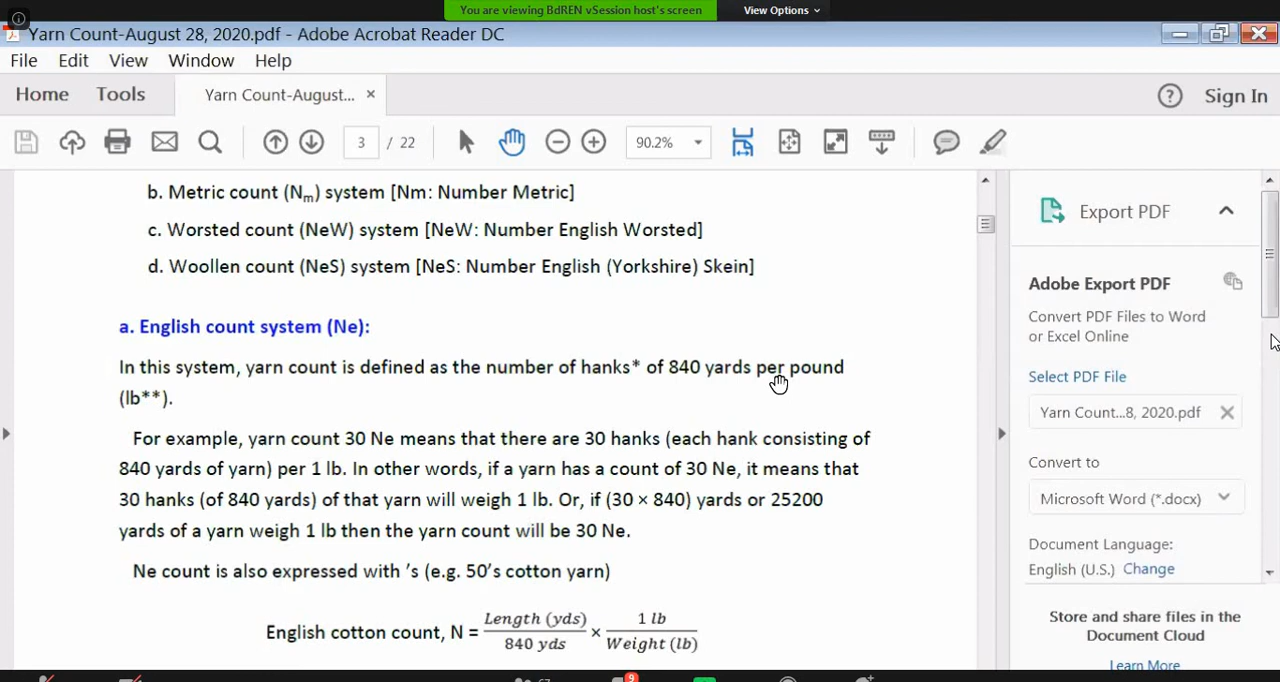 You are viewing BdREN vSession host's screen
View Options
Yarn Count-August 28, 2020.pdf - Adobe Acrobat Reader DC
File Edit View Window Help
Home Tools Yarn Count-August... × Sign In
3 / 22 90.2%
b. Metric count (Nm) system [Nm: Number Metric]
c. Worsted count (NeW) system [NeW: Number English Worsted]
d. Woollen count (NeS) system [NeS: Number English (Yorkshire) Skein]
a. English count system (Ne):
In this system, yarn count is defined as the number of hanks* of 840 yards per pound
(lb**).
For example, yarn count 30 Ne means that there are 30 hanks (each hank consisting of
840 yards of yarn) per 1 lb. In other words, if a yarn has a count of 30 Ne, it means that
30 hanks (of 840 yards) of that yarn will weigh 1 lb. Or, if (30 × 840) yards or 25200
yards of a yarn weigh 1 lb then the yarn count will be 30 Ne.
Ne count is also expressed with 's (e.g. 50's cotton yarn)
English cotton count, N = Length (yds) / 840 yds × 1 lb / Weight (lb)
Export PDF
Adobe Export PDF
Convert PDF Files to Word
or Excel Online
Select PDF File
Yarn Count...8, 2020.pdf
Convert to
Microsoft Word (*.docx)
Document Language:
English (U.S.) Change
Store and share files in the
Document Cloud
Learn More
9